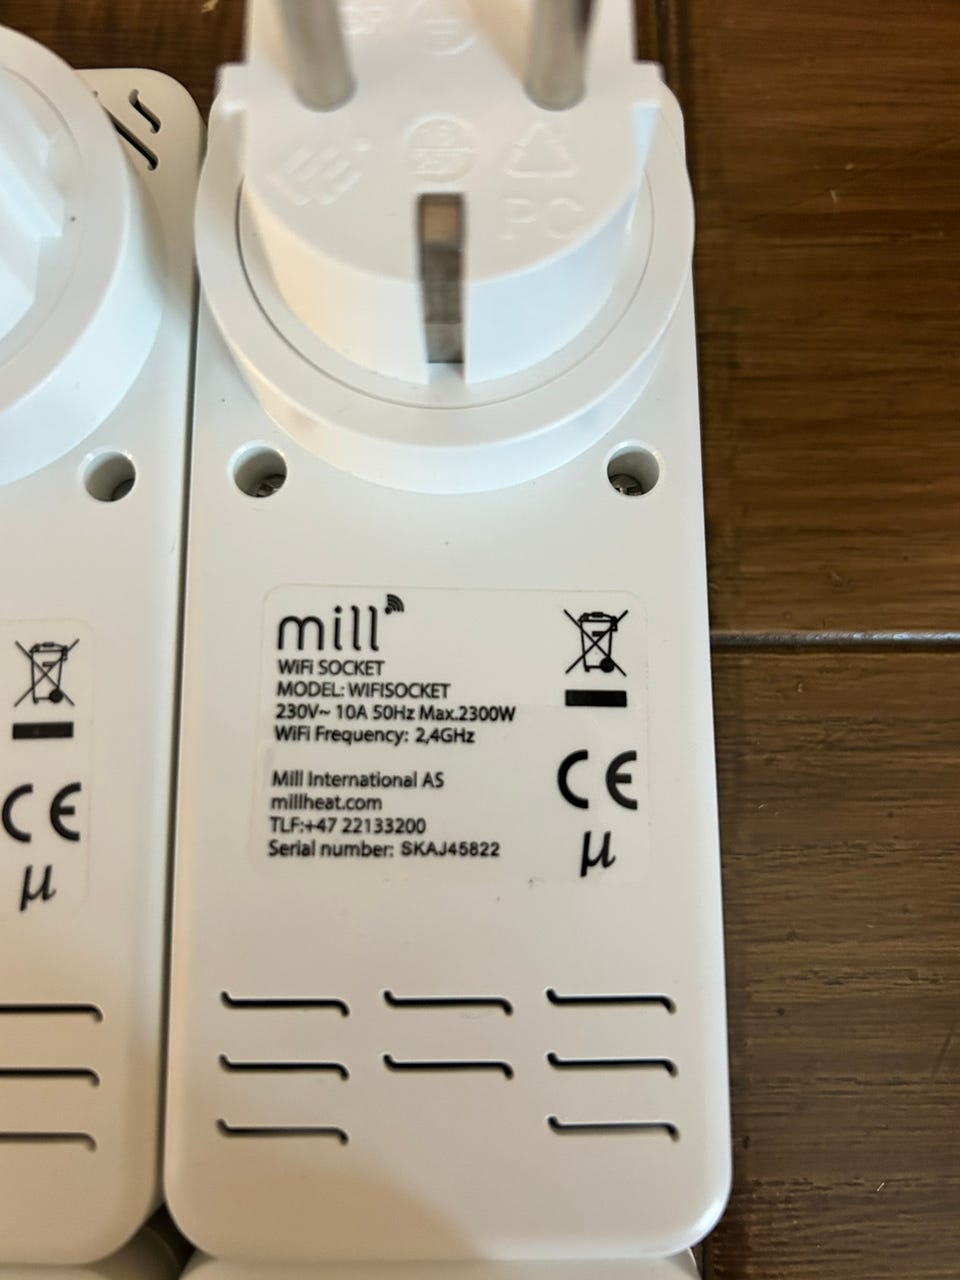 PC
mill
WiFi SOCKET
MODEL: WIFISOCKET
230V~ 10A 50Hz Max.2300W
WiFi Frequency: 2,4GHz
Mill International AS
millheat.com
TLF:+47 22133200
Serial number: SKAJ45822
CE
µ
CE
µ